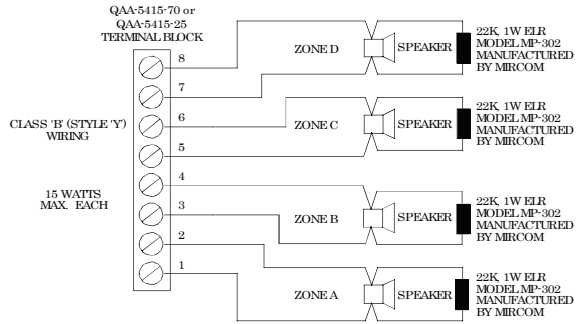 QAA-5415-70 or
QAA-5415-25
TERMINAL BLOCK
8
ZONE D
SPEAKER
22K, 1W ELR
MODEL MP-302
MANUFACTURED
BY MIRCOM
7
CLASS 'B' (STYLE 'Y')
WIRING
6
ZONE C
SPEAKER
22K, 1W ELR
MODEL MP-302
MANUFACTURED
BY MIRCOM
5
15 WATTS
MAX. EACH
4
3
ZONE B
SPEAKER
22K, 1W ELR
MODEL MP-302
MANUFACTURED
BY MIRCOM
2
1
ZONE A
SPEAKER
22K, 1W ELR
MODEL MP-302
MANUFACTURED
BY MIRCOM